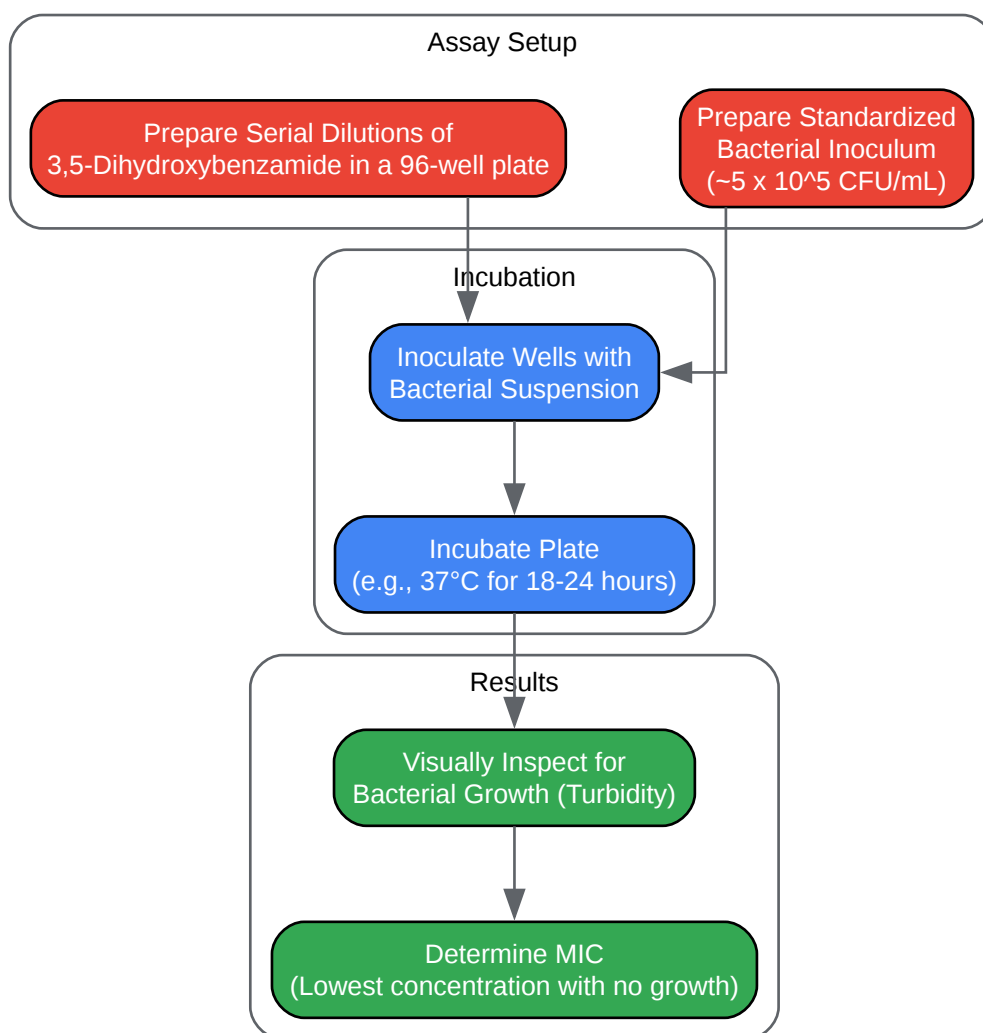 Assay Setup
Prepare Serial Dilutions of
3,5-Dihydroxybenzamide in a 96-well plate
Prepare Standardized
Bacterial Inoculum
(~5 x 10^5 CFU/mL)
Incubation
Inoculate Wells with
Bacterial Suspension
Incubate Plate
(e.g., 37°C for 18-24 hours)
Results
Visually Inspect for
Bacterial Growth (Turbidity)
Determine MIC
(Lowest concentration with no growth)